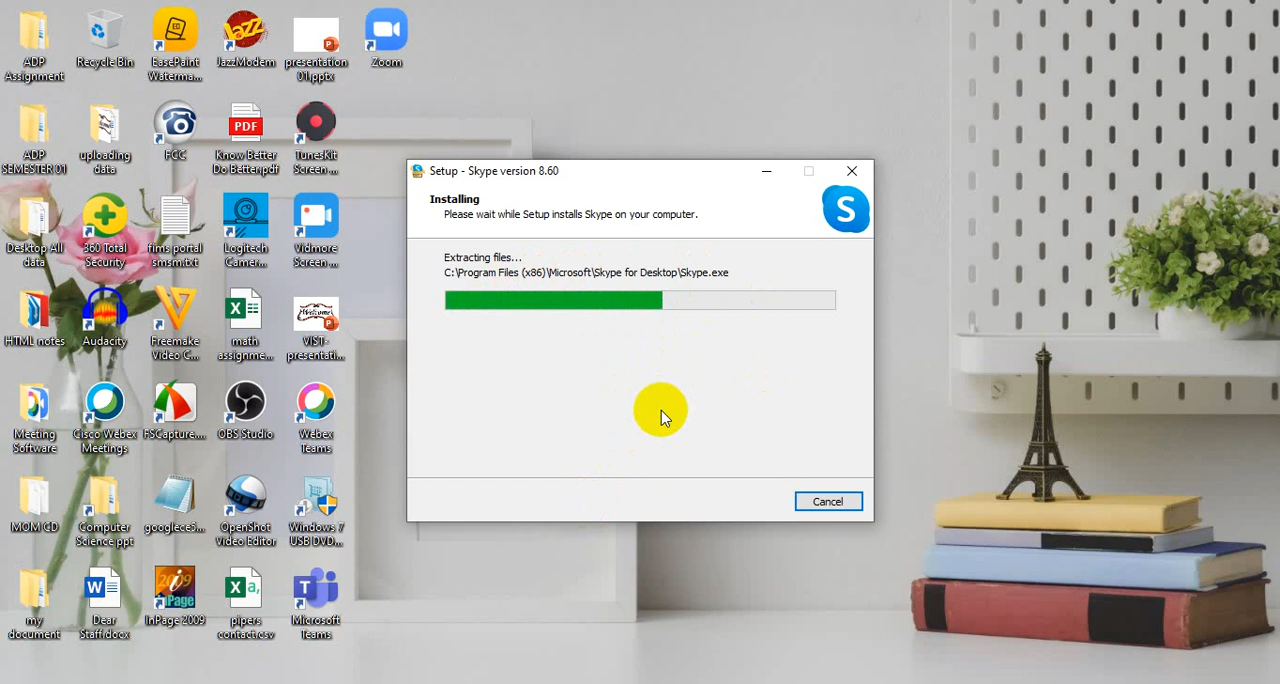 ADP
Assignment
Recycle Bin
EasePaint
Waterma...
JazzModem
presentation
01.pptx
Zoom
ADP
SEMESTER 01
uploading
data
FCC
PDF
Know Better
Do Better.pdf
TunesKit
Screen ...
Desktop All
data
360 Total
Security
fims portal
smsm.txt
Logitech
Camer...
Vidmore
Screen ...
HTML notes
Audacity
Freemake
Video C...
math
assignme...
VIST-
presentati...
Meeting
Software
Cisco Webex
Meetings
FSCapture....
OBS Studio
Webex
Teams
MOM CD
Computer
Science ppt
googlece3...
OpenShot
Video Editor
Windows 7
USB DVD...
my
document
Dear
Staff.docx
2009
InPage
InPage 2009
pipers
contact.csv
Microsoft
Teams
Setup - Skype version 8.60
Installing
Please wait while Setup installs Skype on your computer.
Extracting files...
C:\Program Files (x86)\Microsoft\Skype for Desktop\Skype.exe
Cancel